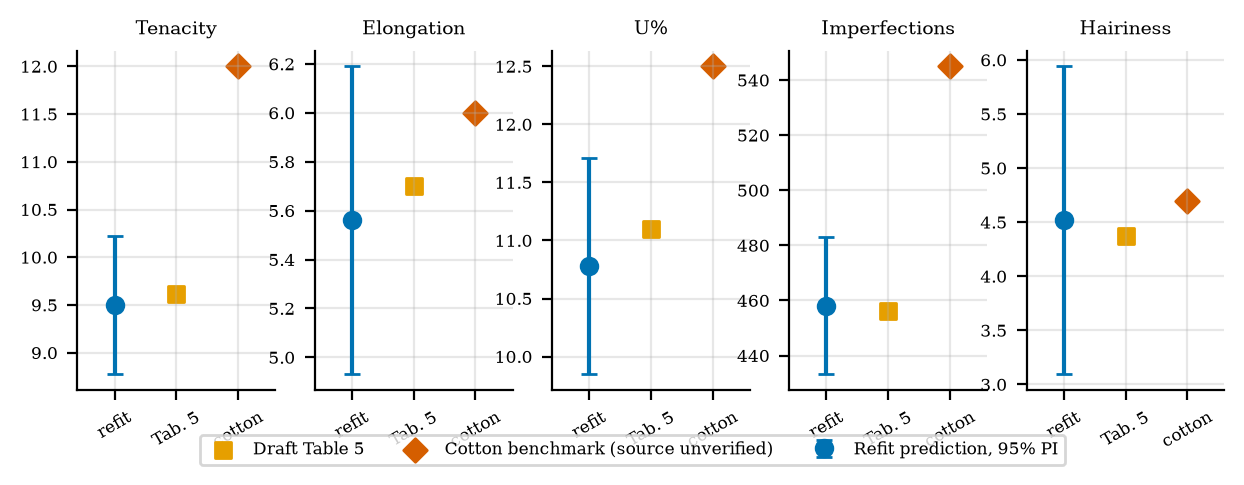 Tenacity
12.0
11.5
11.0
10.5
10.0
9.5
9.0
refit
Tab. 5
cotton
Elongation
6.2
6.0
5.8
5.6
5.4
5.2
5.0
refit
Tab. 5
cotton
U%
12.5
12.0
11.5
11.0
10.5
10.0
refit
Tab. 5
cotton
Imperfections
540
520
500
480
460
440
refit
Tab. 5
cotton
Hairiness
6.0
5.5
5.0
4.5
4.0
3.5
3.0
refit
Tab. 5
cotton
Draft Table 5
Cotton benchmark (source unverified)
Refit prediction, 95% PI